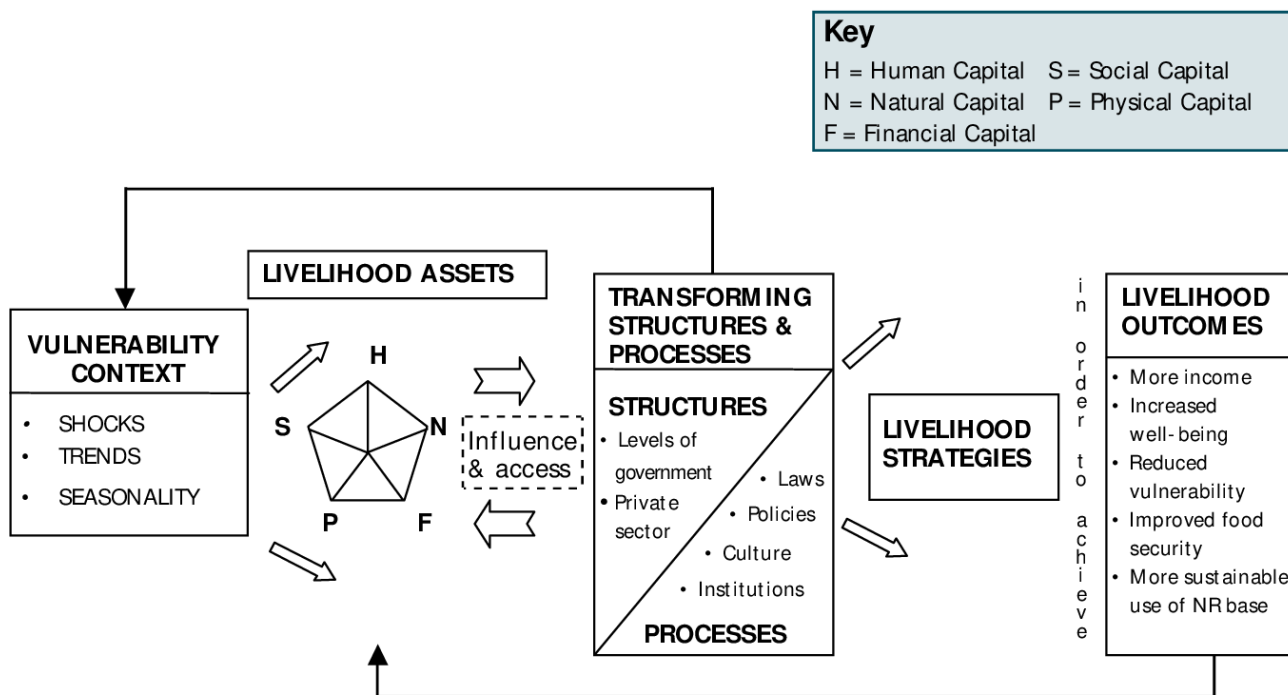 Key
H = Human Capital S = Social Capital
N = Natural Capital P = Physical Capital
F = Financial Capital
LIVELIHOOD ASSETS
VULNERABILITY
CONTEXT
• SHOCKS
• TRENDS
• SEASONALITY
H
S
N
P
F
Influence
& access
TRANSFORMING
STRUCTURES &
PROCESSES
STRUCTURES
• Levels of
government
• Private
sector
• Laws
• Policies
• Culture
• Institutions
PROCESSES
LIVELIHOOD
STRATEGIES
in order to achieve
LIVELIHOOD
OUTCOMES
• More income
• Increased
well-being
• Reduced
vulnerability
• Improved food
security
• More sustainable
use of NR base